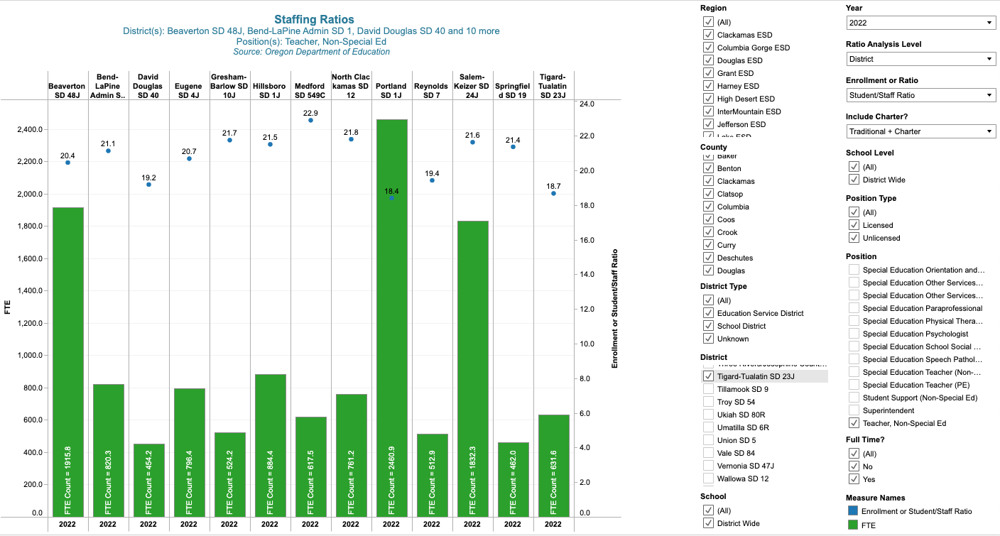 Staffing Ratios
District(s): Beaverton SD 48J, Bend-LaPine Admin SD 1, David Douglas SD 40 and 10 more
Position(s): Teacher, Non-Special Ed
Source: Oregon Department of Education
Beaverton
SD 48J
Bend-
LaPine
Admin S..
David
Douglas
SD 40
Eugene
SD 4J
Gresham-
Barlow SD
10J
Hillsboro
SD 1J
Medford
SD 549C
North Clac
kamas SD
12
Portland
SD 1J
Reynolds
SD 7
Salem-
Keizer SD
24J
Springfiel
d SD 19
Tigard-
Tualatin
SD 23J
FTE
2,400.0
2,200.0
2,000.0
1,800.0
1,600.0
1,400.0
1,200.0
1,000.0
800.0
600.0
400.0
200.0
0.0
20.4
21.1
19.2
20.7
21.7
21.5
22.9
21.8
18.4
19.4
21.6
21.4
18.7
FTE Count = 1915.8
FTE Count = 820.3
FTE Count = 454.2
FTE Count = 796.4
FTE Count = 524.2
FTE Count = 884.4
FTE Count = 617.5
FTE Count = 761.2
FTE Count = 2460.9
FTE Count = 512.9
FTE Count = 1832.3
FTE Count = 462.0
FTE Count = 631.6
2022
2022
2022
2022
2022
2022
2022
2022
2022
2022
2022
2022
2022
24.0
22.0
20.0
18.0
16.0
14.0
12.0
10.0
8.0
6.0
4.0
2.0
0.0
Enrollment or Student/Staff Ratio
Region
(All)
Clackamas ESD
Columbia Gorge ESD
Douglas ESD
Grant ESD
Harney ESD
High Desert ESD
InterMountain ESD
Jefferson ESD
Lake ESD
County
Baker
Benton
Clackamas
Clatsop
Columbia
Coos
Crook
Curry
Deschutes
Douglas
District Type
(All)
Education Service District
School District
Unknown
District
Tigard-Tualatin SD 23J
Tillamook SD 9
Troy SD 54
Ukiah SD 80R
Umatilla SD 6R
Union SD 5
Vale SD 84
Vernonia SD 47J
Wallowa SD 12
School
(All)
District Wide
Year
2022
Ratio Analysis Level
District
Enrollment or Ratio
Student/Staff Ratio
Include Charter?
Traditional + Charter
School Level
(All)
District Wide
Position Type
(All)
Licensed
Unlicensed
Position
Special Education Orientation and...
Special Education Other Services...
Special Education Other Services...
Special Education Paraprofessional
Special Education Physical Thera...
Special Education Psychologist
Special Education School Social ...
Special Education Speech Pathol...
Special Education Teacher (Non-...
Special Education Teacher (PE)
Student Support (Non-Special Ed)
Superintendent
Teacher, Non-Special Ed
Full Time?
(All)
No
Yes
Measure Names
Enrollment or Student/Staff Ratio
FTE